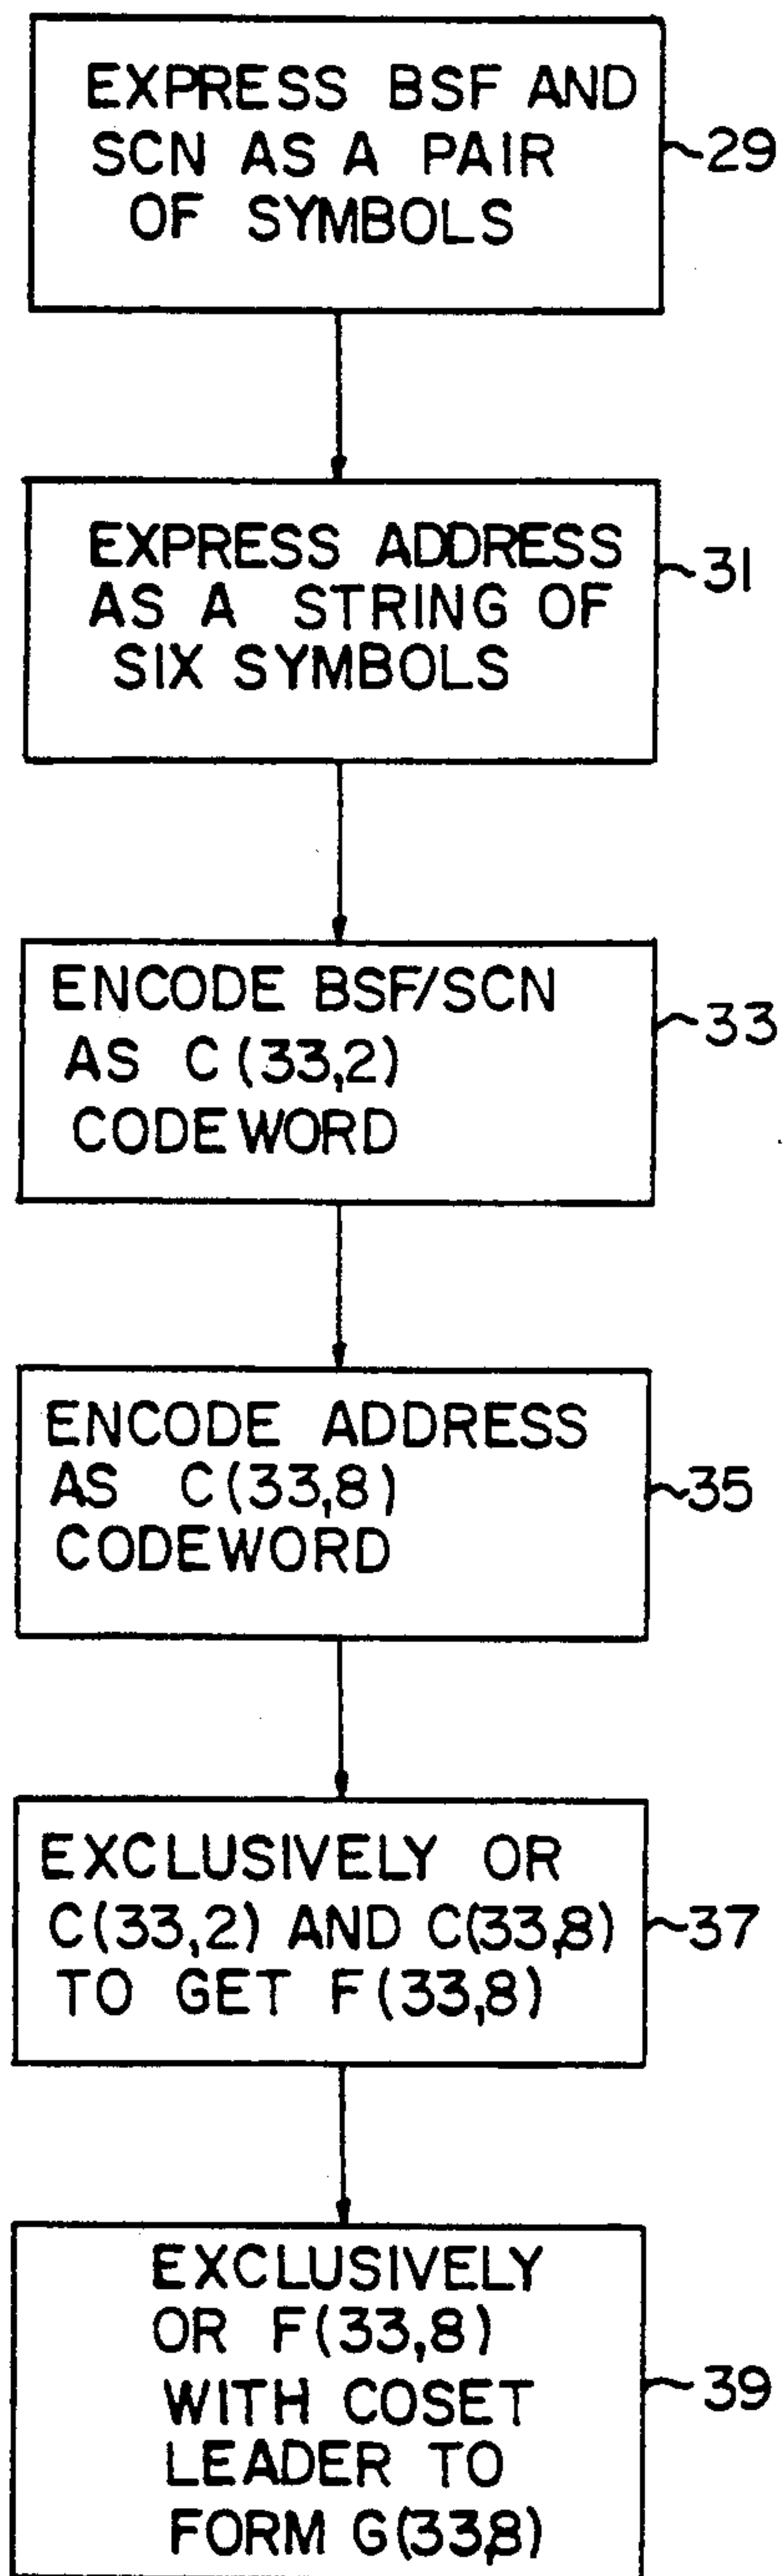 EXPRESS BSF AND
SCN AS A PAIR
OF SYMBOLS
29
EXPRESS ADDRESS
AS A STRING OF
SIX SYMBOLS
31
ENCODE BSF/SCN
AS C(33,2)
CODEWORD
33
ENCODE ADDRESS
AS C(33,8)
CODEWORD
35
EXCLUSIVELY OR
C(33,2) AND C(33,8)
TO GET F(33,8)
37
EXCLUSIVELY
OR F(33,8)
WITH COSET
LEADER TO
FORM G(33,8)
39